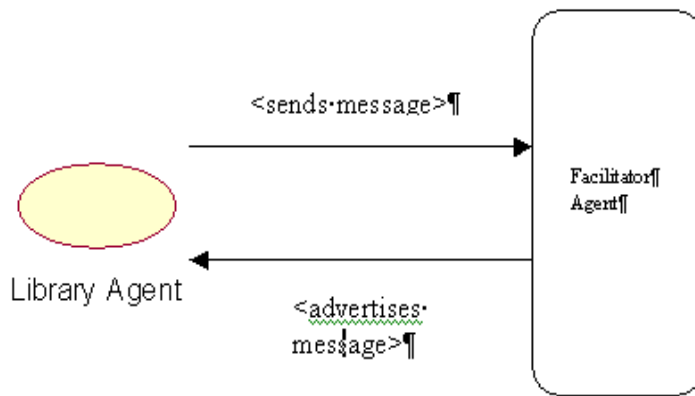 <sends·message>¶
Facilitator¶
Agent¶
Library Agent
<advertises·
message>¶